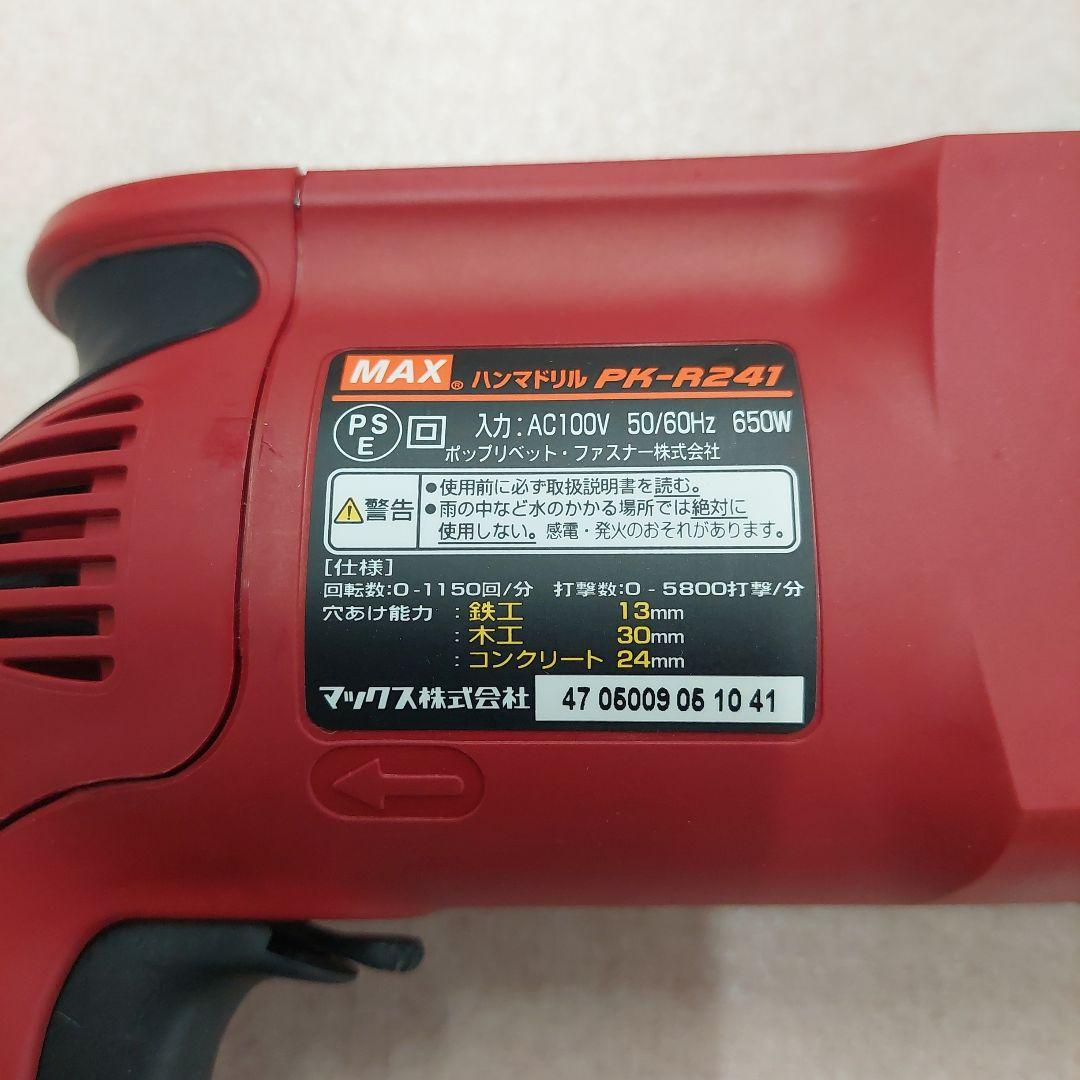 MAX® ハンマドリル PK-R241
PSE 入力:AC100V 50/60Hz 650W
ポップリベット・ファスナー株式会社
警告
●使用前に必ず取扱説明書を読む。
●雨の中など水のかかる場所では絶対に
使用しない。感電・発火のおそれがあります。
[仕様]
回転数:0-1150回/分 打撃数:0-5800打撃/分
穴あけ能力 : 鉄工 13mm
: 木工 30mm
: コンクリート 24mm
マックス株式会社 47 05009 05 10 41